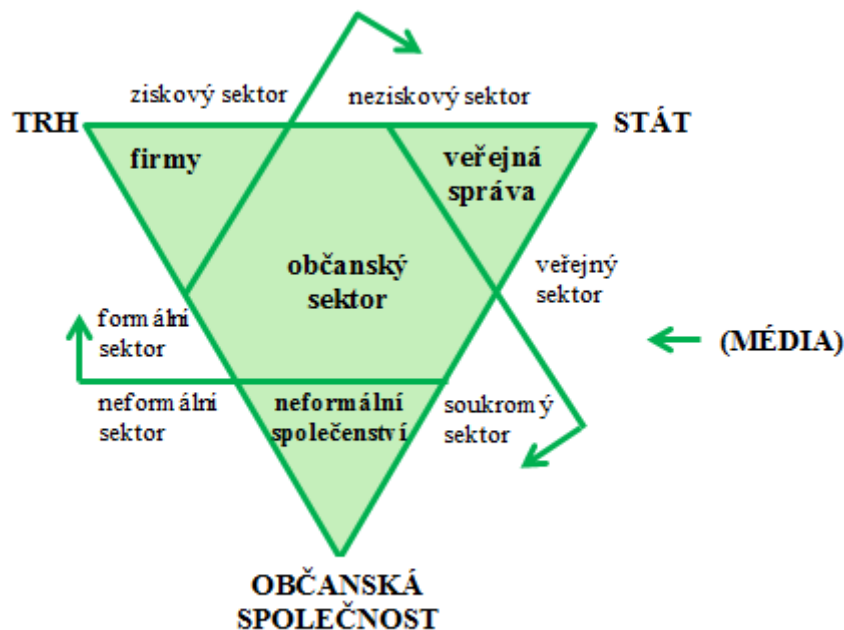 ziskový sektor
neziskový sektor
TRH
STÁT
firmy
veřejná
správa
občanský
sektor
veřejný
sektor
formální
sektor
(MÉDIA)
neformální
sektor
neformální
společenství
soukromý
sektor
OBČANSKÁ
SPOLEČNOST